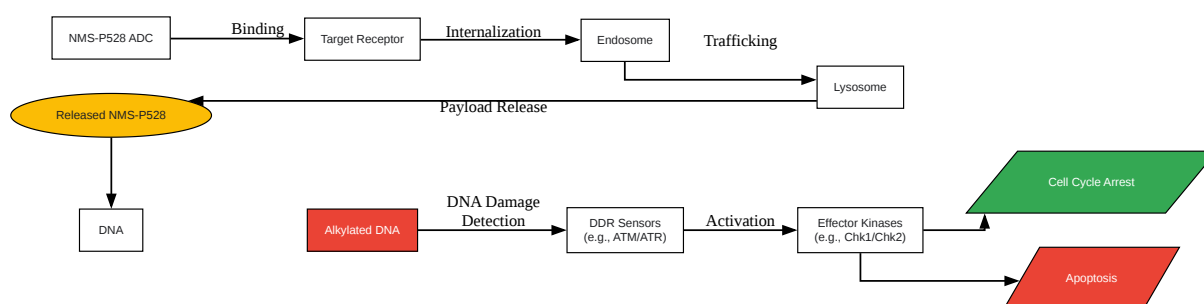 NMS-P528 ADC
Binding
Target Receptor
Internalization
Endosome
Trafficking
Lysosome
Payload Release
Released NMS-P528
DNA
Alkylated DNA
DNA Damage
Detection
DDR Sensors
(e.g., ATM/ATR)
Activation
Effector Kinases
(e.g., Chk1/Chk2)
Cell Cycle Arrest
Apoptosis